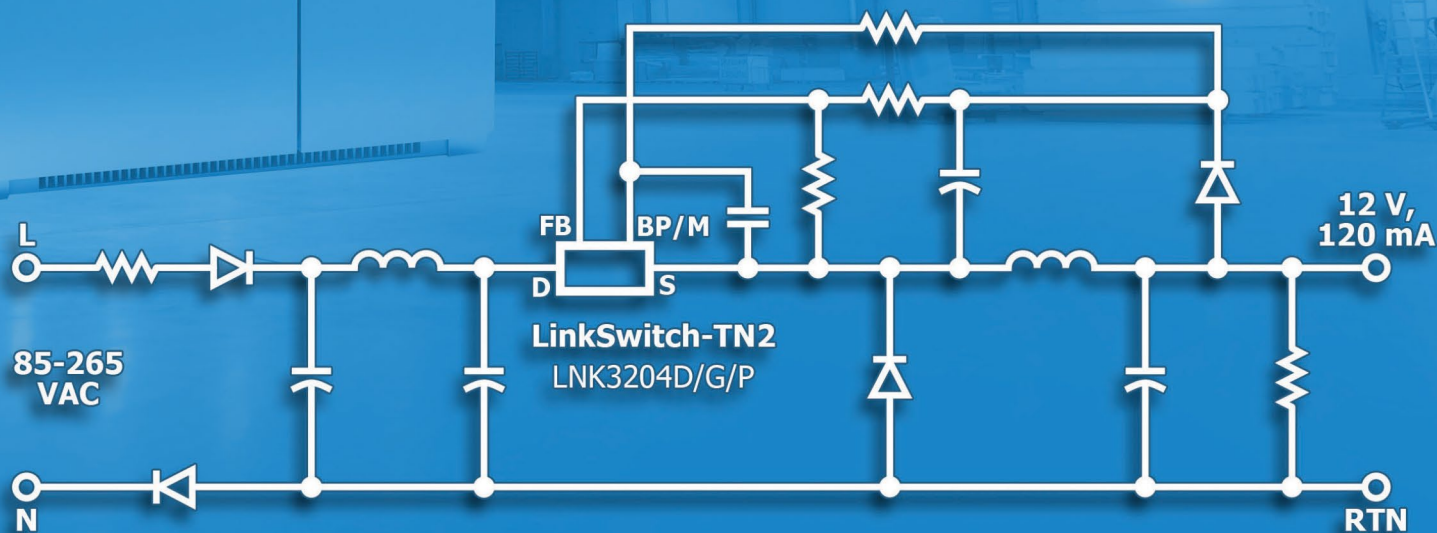 FB
BP/M
L
12 V,
120 mA
D
S
LinkSwitch-TN2
LNK3204D/G/P
85-265
VAC
N
RTN